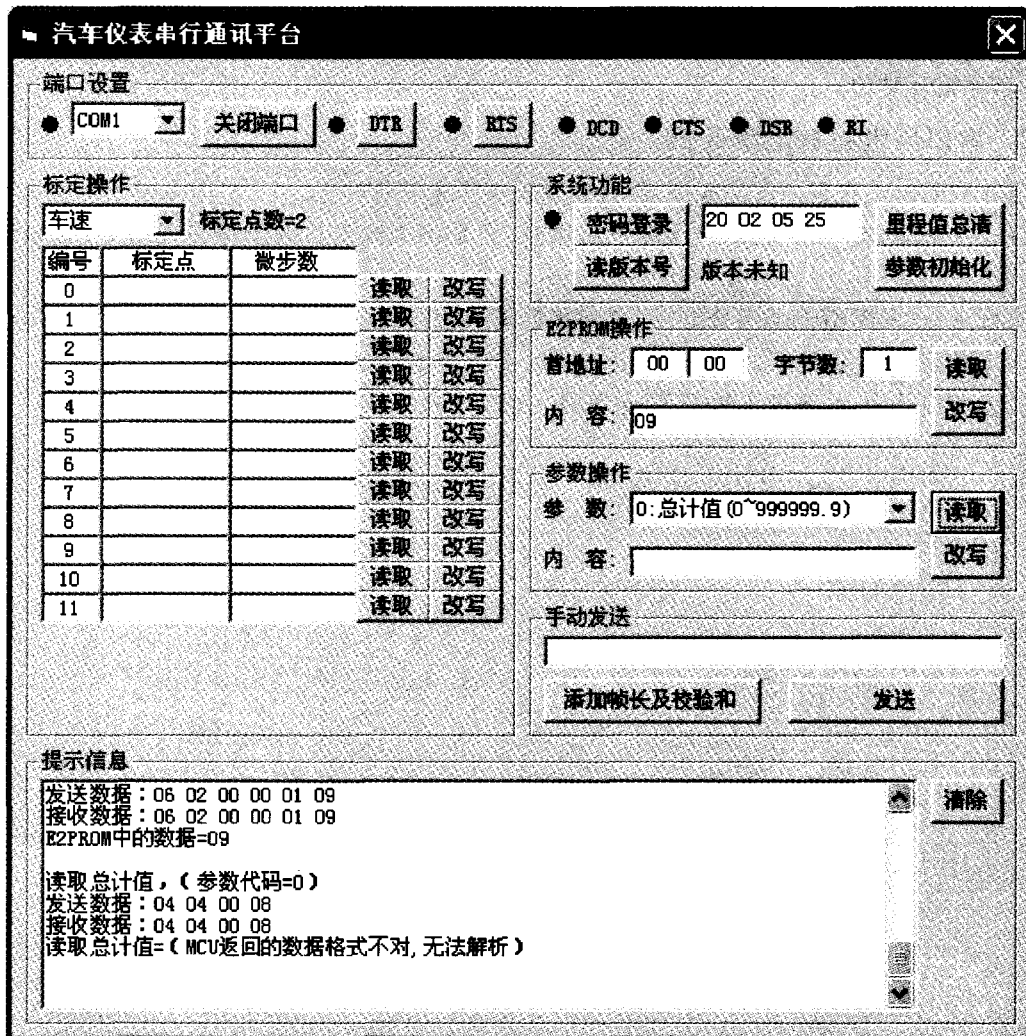 汽车仪表串行通讯平台
端口设置
COM1 关闭端口 DTR RTS DCD CTS DSR RI
标定操作
车速 标定点数=2
编号 标定点 微步数
0 读取 改写
1 读取 改写
2 读取 改写
3 读取 改写
4 读取 改写
5 读取 改写
6 读取 改写
7 读取 改写
8 读取 改写
9 读取 改写
10 读取 改写
11 读取 改写
系统功能
密码登录 20 02 05 25 里程值总清
读版本号 版本未知 参数初始化
E2PROM操作
首地址: 00 00 字节数: 1 读取
内 容: 09 改写
参数操作
参 数: 0:总计值(0~999999.9) 读取
内 容: 改写
手动发送
添加帧长及校验和 发送
提示信息
发送数据：06 02 00 00 01 09
接收数据：06 02 00 00 01 09
E2PROM中的数据=09
读取总计值，（参数代码=0）
发送数据：04 04 00 08
接收数据：04 04 00 08
读取总计值=（MCU返回的数据格式不对,无法解析）
清除